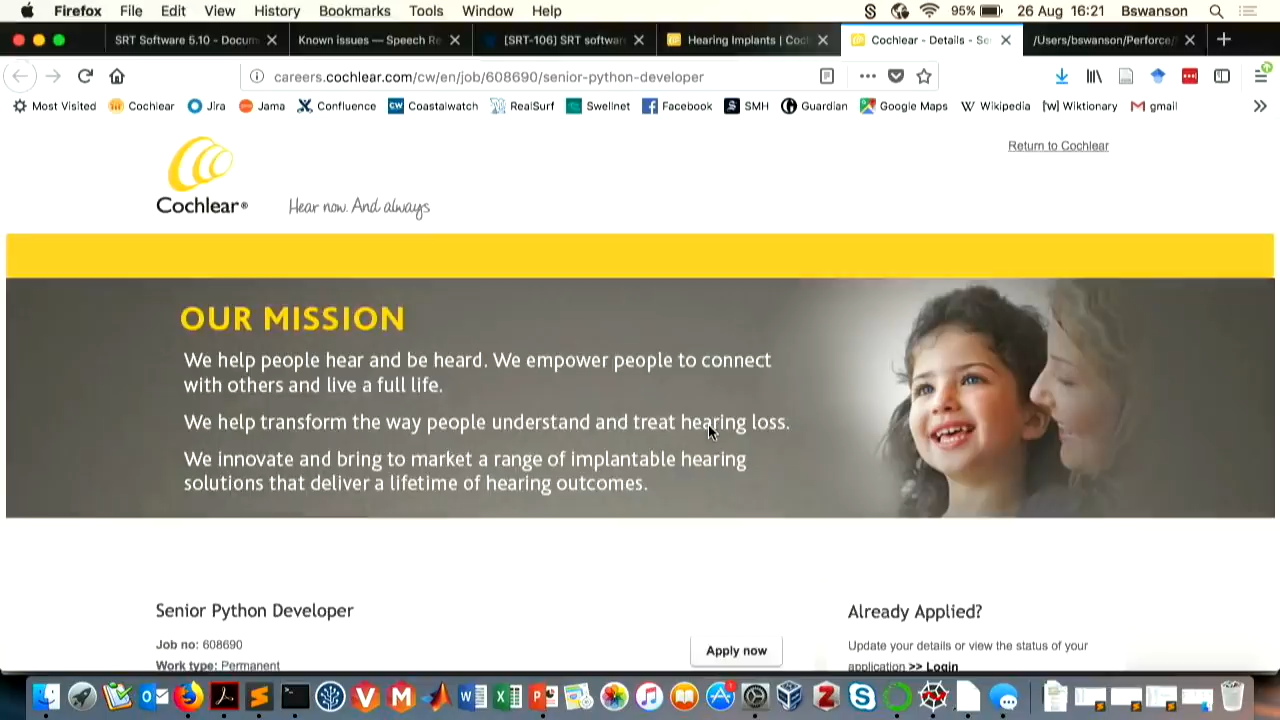 Firefox File Edit View History Bookmarks Tools Window Help 95% 26 Aug 16:21 Bswanson
SRT Software 5.10 - Docum
Known issues — Speech Re
[SRT-106] SRT softwar
Hearing Implants | Coc
Cochlear - Details - Se
/Users/bswanson/Perforce/
careers.cochlear.com/cw/en/job/608690/senior-python-developer
Most Visited Cochlear Jira Jama Confluence Coastalwatch RealSurf Swellnet Facebook SMH Guardian Google Maps Wikipedia [w] Wiktionary gmail
Return to Cochlear
Cochlear® Hear now. And always
OUR MISSION
We help people hear and be heard. We empower people to connect
with others and live a full life.
We help transform the way people understand and treat hearing loss.
We innovate and bring to market a range of implantable hearing
solutions that deliver a lifetime of hearing outcomes.
Senior Python Developer
Job no: 608690
Work type: Permanent
Apply now
Already Applied?
Update your details or view the status of your
application >> Login